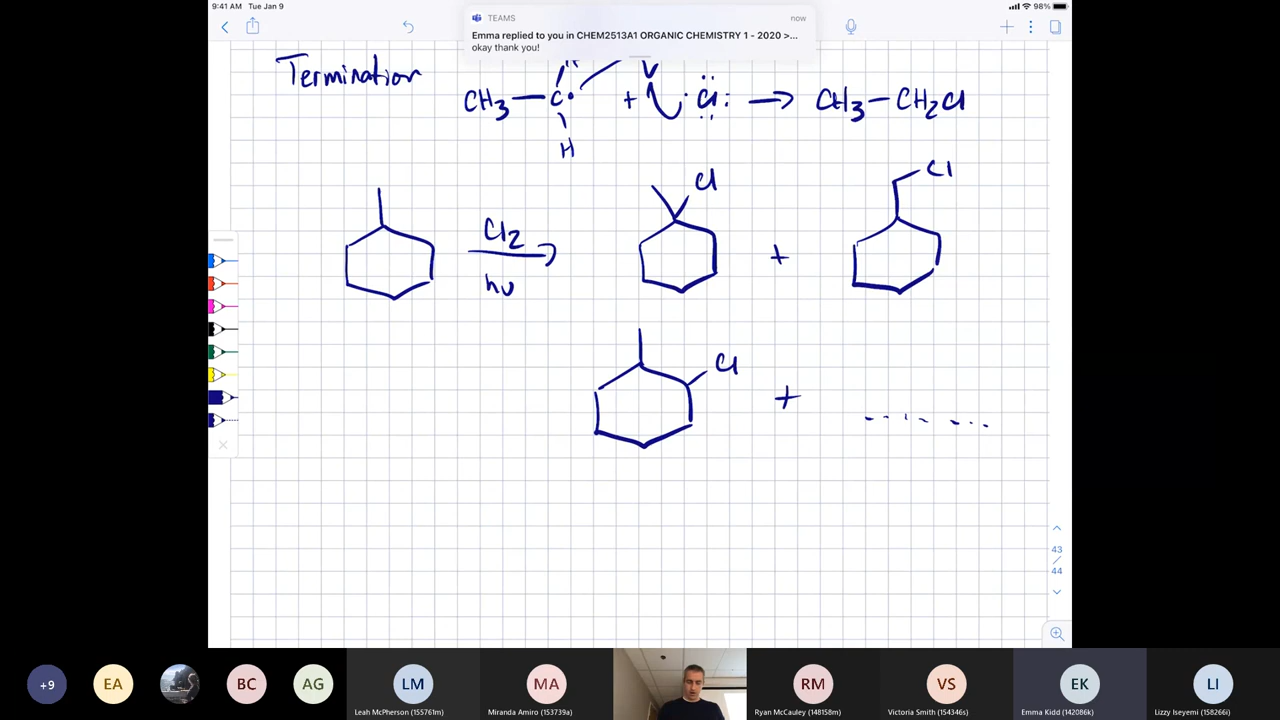 9:41 AM Tue Jan 9
98%
TEAMS
now
Emma replied to you in CHEM2513A1 ORGANIC CHEMISTRY 1 - 2020 >...
okay thank you!
Termination
CH3 — C• + •Cl: → CH3 — CH2Cl
H
Cl
Cl
Cl2
hν
+
Cl
+
43
44
+9
EA
BC
AG
LM
MA
RM
VS
EK
LI
Leah McPherson (155761m)
Miranda Amiro (153739a)
Ryan McCauley (148158m)
Victoria Smith (154346s)
Emma Kidd (142086k)
Lizzy Iseyemi (158266i)